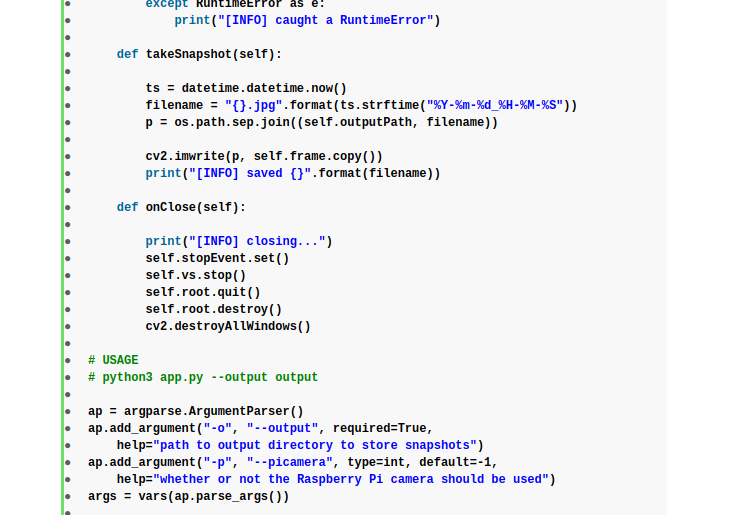 except RuntimeError as e:
print("[INFO] caught a RuntimeError")
def takeSnapshot(self):
ts = datetime.datetime.now()
filename = "{}.jpg".format(ts.strftime("%Y-%m-%d_%H-%M-%S"))
p = os.path.sep.join((self.outputPath, filename))
cv2.imwrite(p, self.frame.copy())
print("[INFO] saved {}".format(filename))
def onClose(self):
print("[INFO] closing...")
self.stopEvent.set()
self.vs.stop()
self.root.quit()
self.root.destroy()
cv2.destroyAllWindows()
# USAGE
# python3 app.py --output output
ap = argparse.ArgumentParser()
ap.add_argument("-o", "--output", required=True,
help="path to output directory to store snapshots")
ap.add_argument("-p", "--picamera", type=int, default=-1,
help="whether or not the Raspberry Pi camera should be used")
args = vars(ap.parse_args())